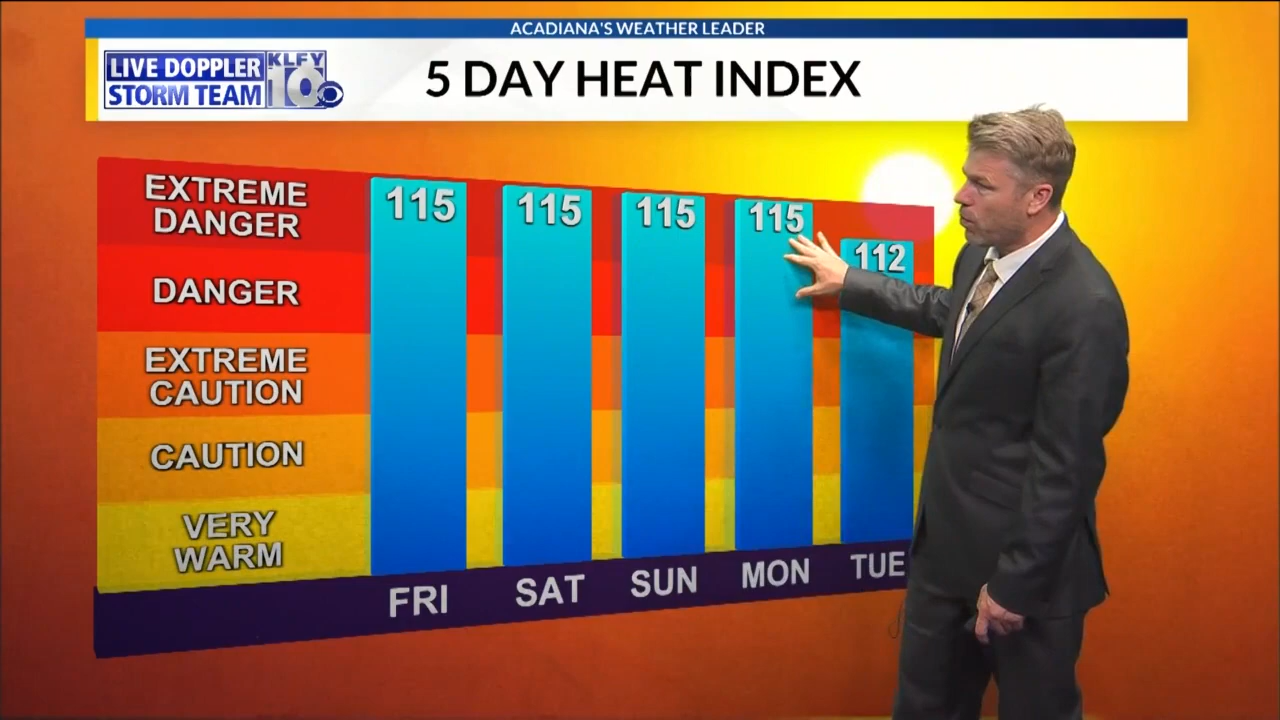 ACADIANA'S WEATHER LEADER
LIVE DOPPLER
STORM TEAM
KLFY
10
5 DAY HEAT INDEX
EXTREME
DANGER
DANGER
EXTREME
CAUTION
CAUTION
VERY
WARM
115
115
115
115
112
FRI
SAT
SUN
MON
TUE